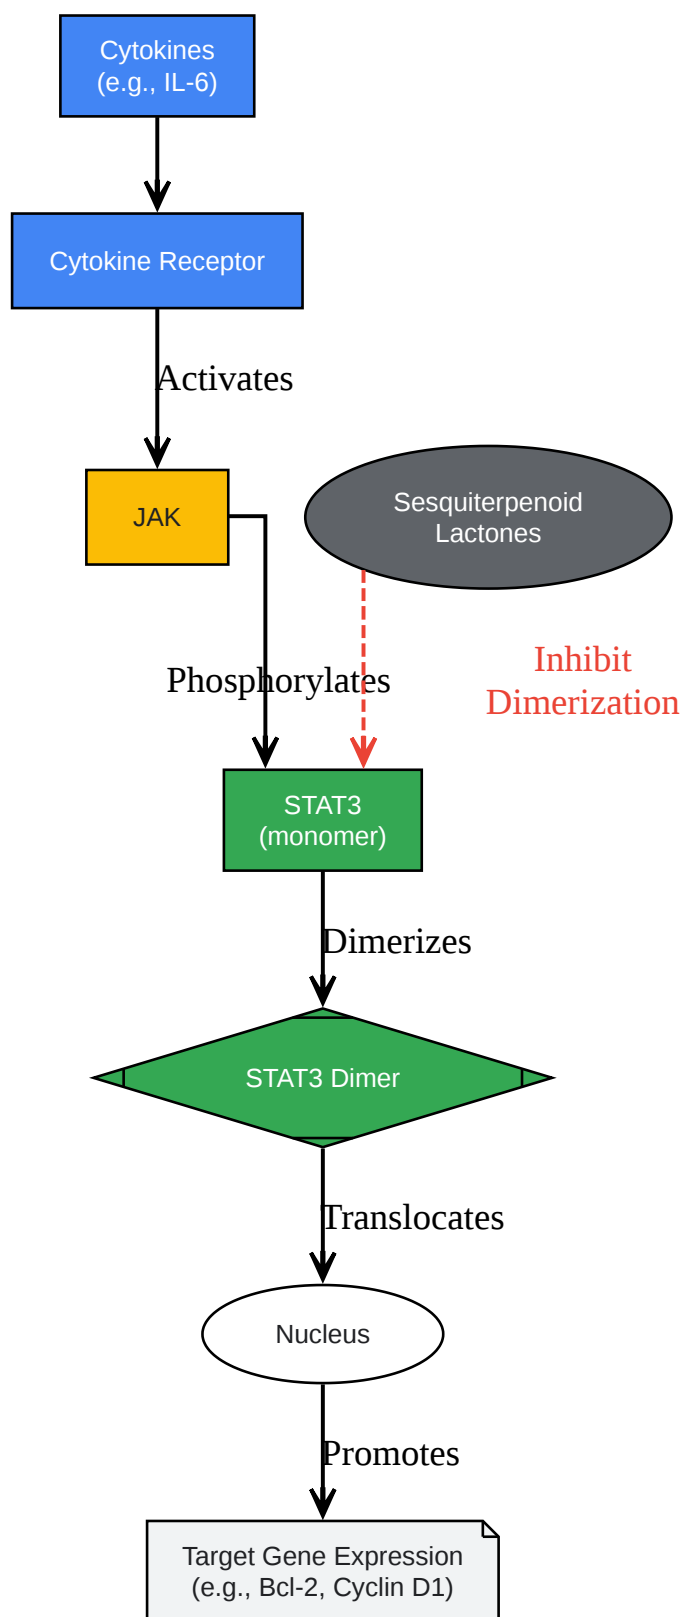 Cytokines
(e.g., IL-6)
Cytokine Receptor
Activates
JAK
Sesquiterpenoid
Lactones
Phosphorylates
Inhibit
Dimerization
STAT3
(monomer)
Dimerizes
STAT3 Dimer
Translocates
Nucleus
Promotes
Target Gene Expression
(e.g., Bcl-2, Cyclin D1)